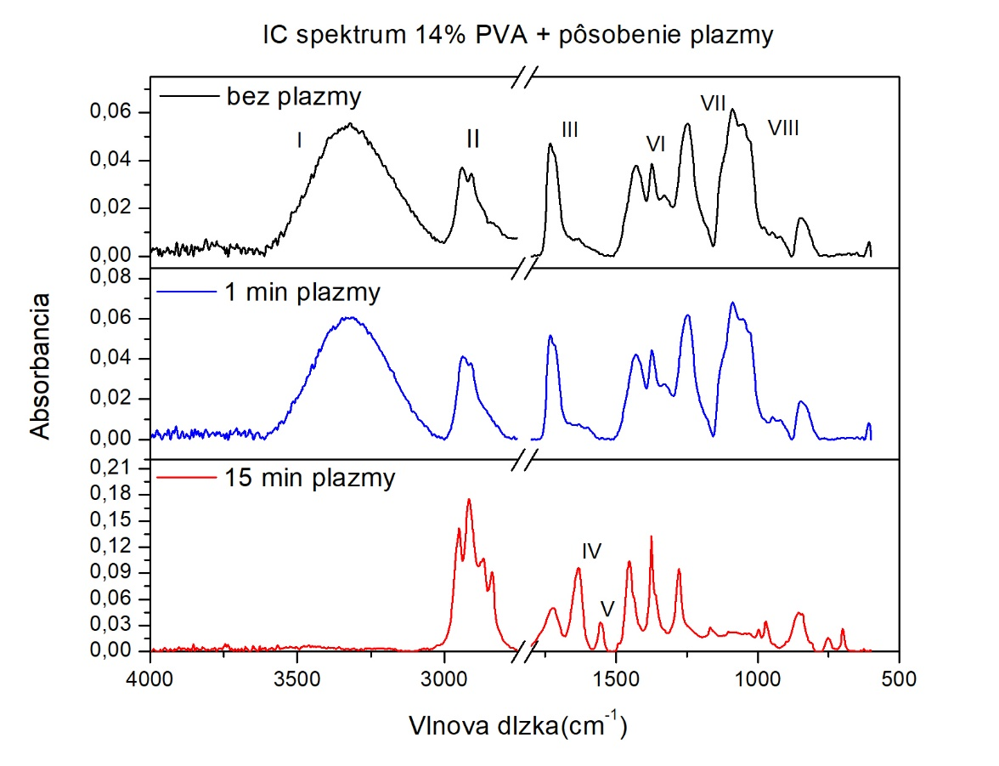 IC spektrum 14% PVA + pôsobenie plazmy
bez plazmy
I
II
III
VI
VII
VIII
0,06
0,04
0,02
0,00
1 min plazmy
0,08
0,06
0,04
0,02
0,00
15 min plazmy
IV
V
0,21
0,18
0,15
0,12
0,09
0,06
0,03
0,00
4000 3500 3000 1500 1000 500
Absorbancia
Vlnova dlzka(cm⁻¹)